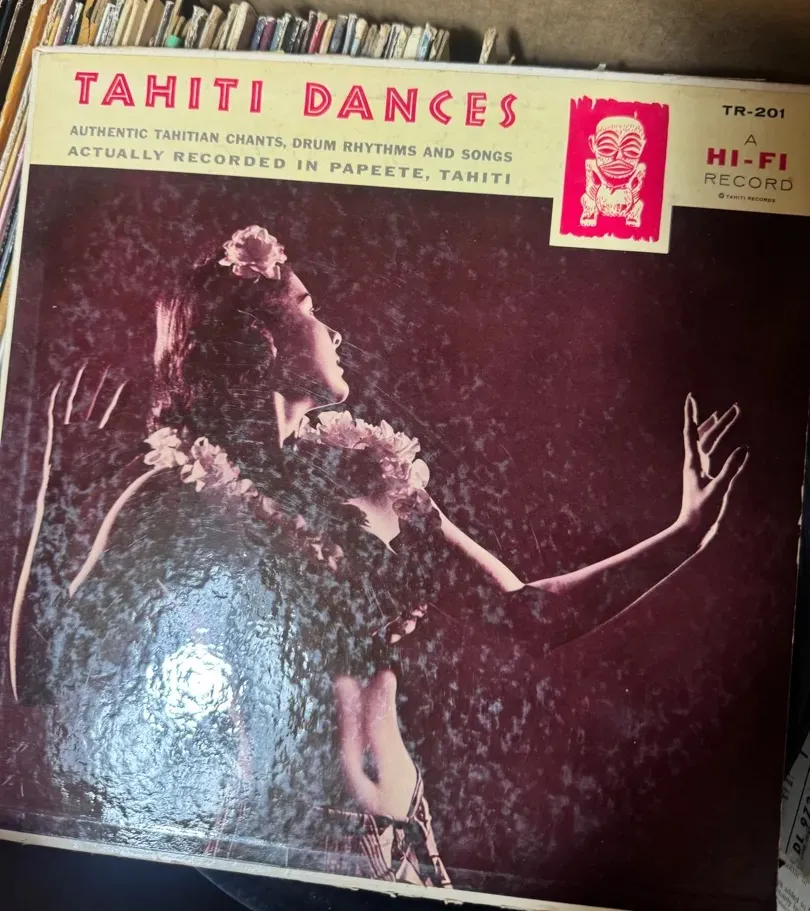 TAHITI DANCES
AUTHENTIC TAHITIAN CHANTS, DRUM RHYTHMS AND SONGS
ACTUALLY RECORDED IN PAPEETE, TAHITI
TR-201
A
HI-FI
RECORD
© TAHITI RECORDS